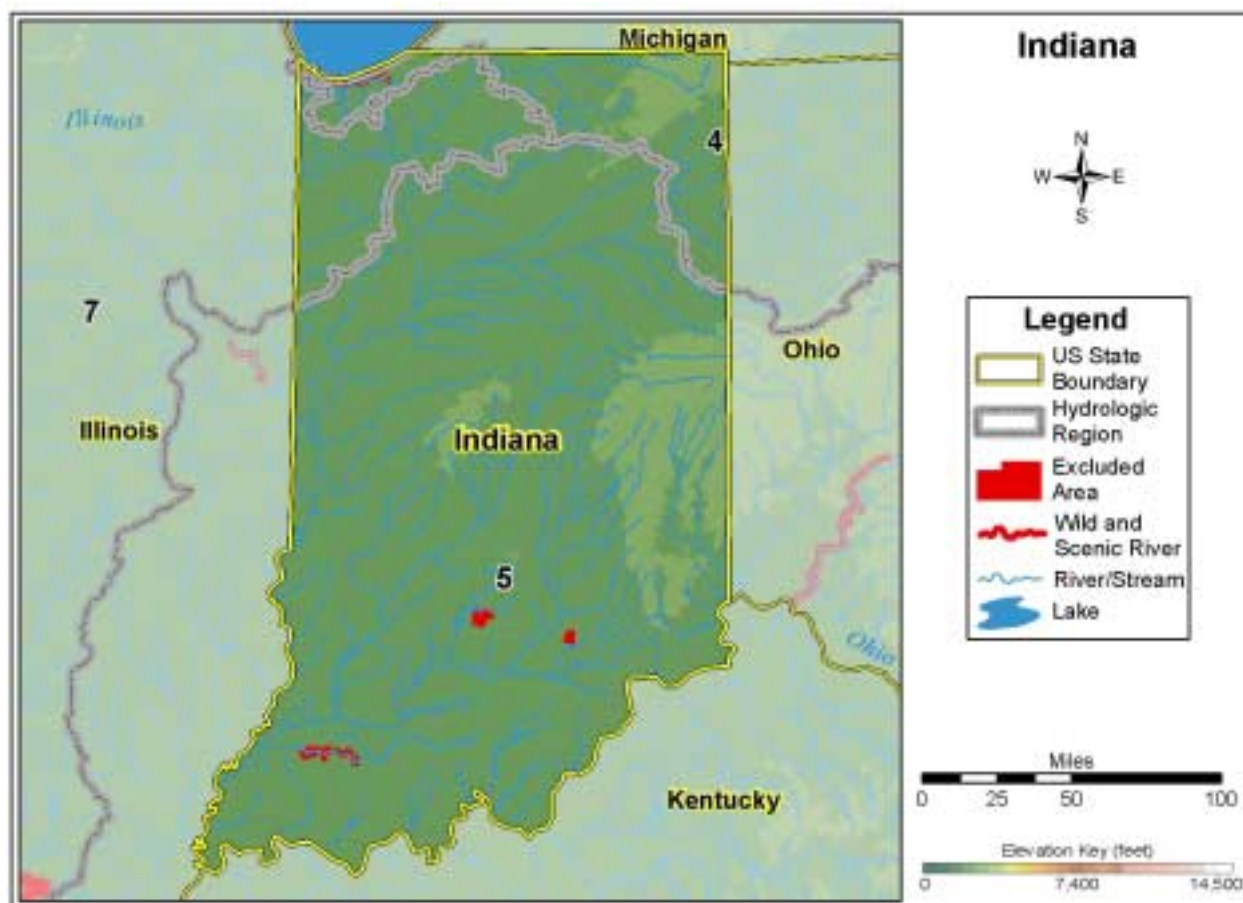 Michigan
Indiana
Illinois
4
N
W E
S
7
Ohio
Illinois
Indiana
5
Ohio
Kentucky
Legend
US State
Boundary
Hydrologic
Region
Excluded
Area
Wild and
Scenic River
River/Stream
Lake
Miles
0 25 50 100
Elevation Key (feet)
0 7,400 14,500